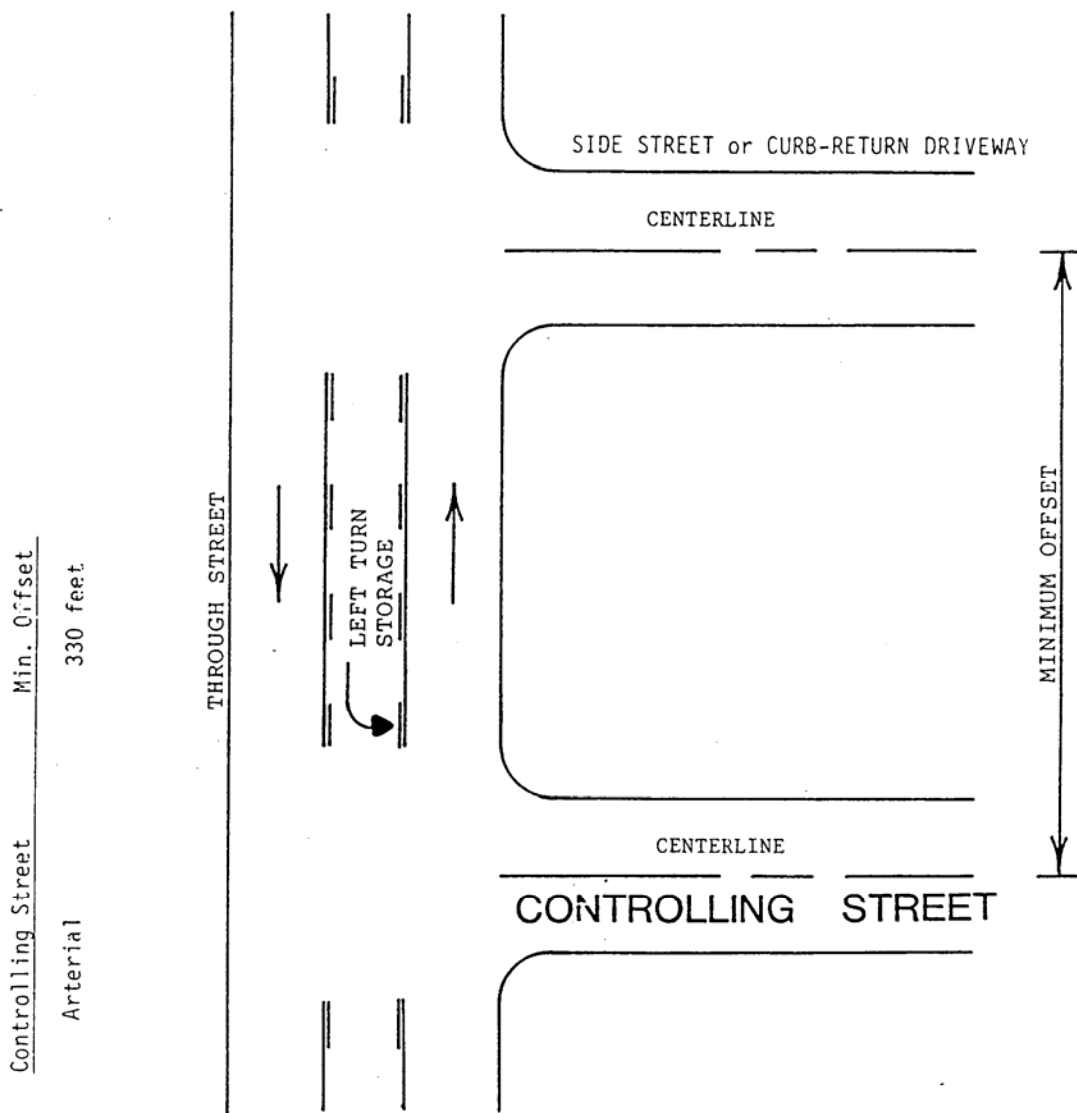 SIDE STREET or CURB-RETURN DRIVEWAY
CENTERLINE
THROUGH STREET
LEFT TURN
STORAGE
MINIMUM OFFSET
CENTERLINE
CONTROLLING STREET
Controlling Street Min. Offset
Arterial 330 feet